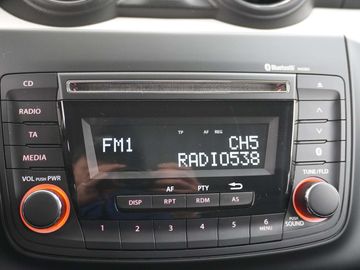 Bluetooth
CD
RADIO
TA
MEDIA
VOL PUSH PWR
TP AF REG
FM1 CH5
RADIO538
AF PTY
DISP RPT RDM AS
TUNE/FLD
PUSH SOUND
1 2 3 4 5 6
MENU